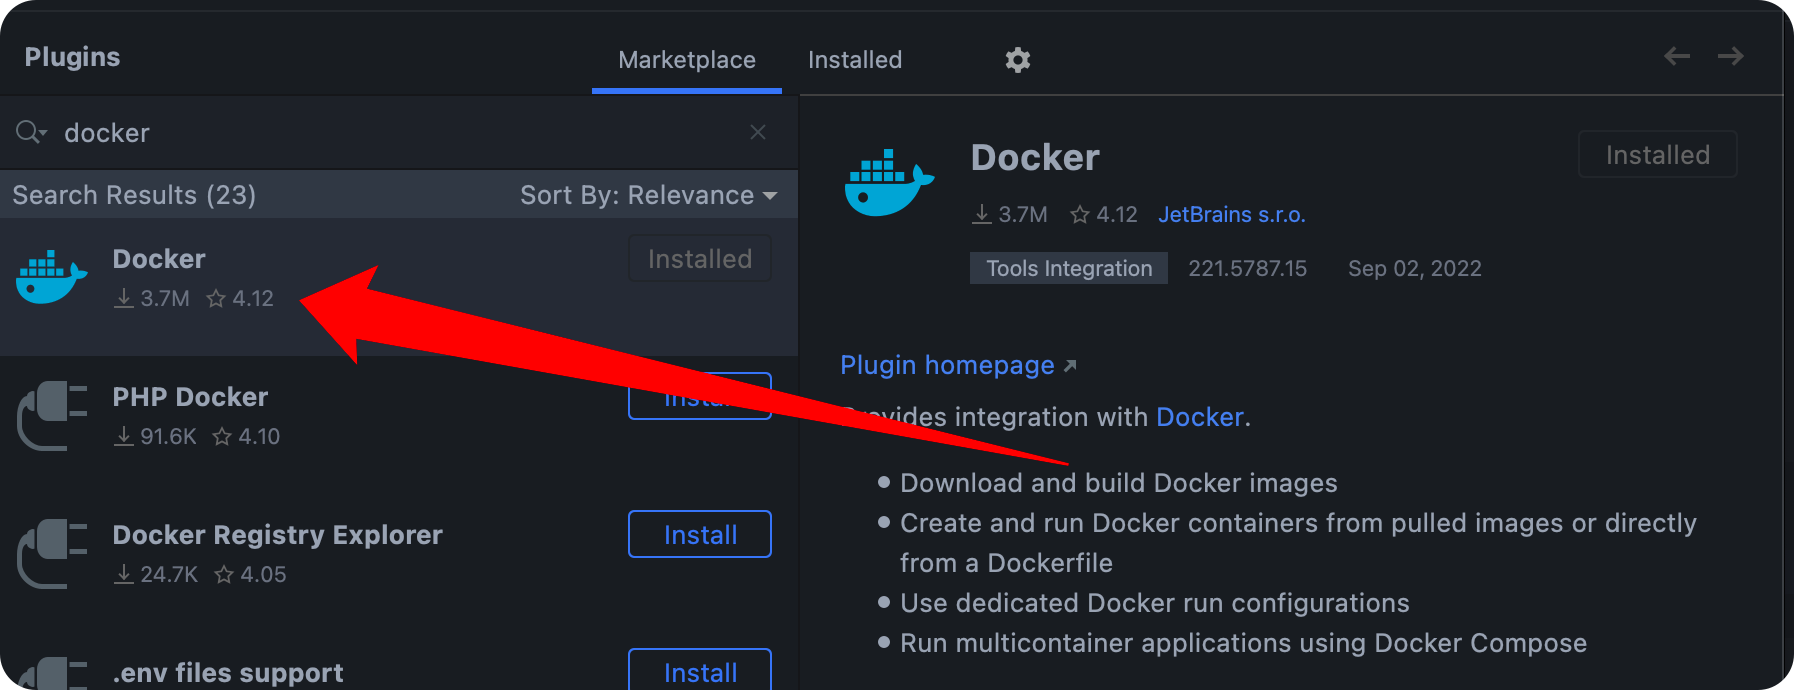 Plugins
Marketplace
Installed
docker
Search Results (23)
Sort By: Relevance
Docker
Installed
3.7M 4.12
PHP Docker
91.6K 4.10
Docker Registry Explorer
Install
24.7K 4.05
.env files support
Install
Docker
Installed
3.7M 4.12 JetBrains s.r.o.
Tools Integration 221.5787.15 Sep 02, 2022
Plugin homepage
integration with Docker.
Download and build Docker images
Create and run Docker containers from pulled images or directly
from a Dockerfile
Use dedicated Docker run configurations
Run multicontainer applications using Docker Compose